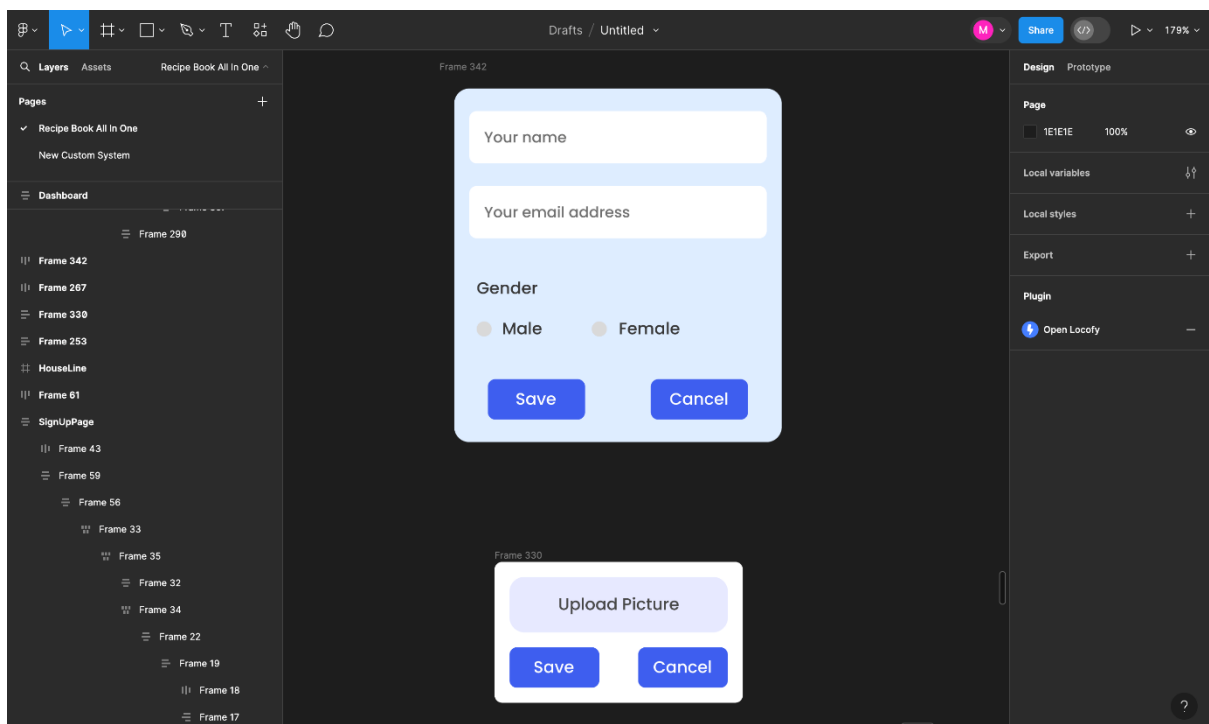 Drafts / Untitled
M
Share
</>
179%
Layers Assets Recipe Book All In One
Pages
Recipe Book All In One
New Custom System
Dashboard
Frame 290
Frame 342
Frame 267
Frame 330
Frame 253
HouseLine
Frame 61
SignUpPage
Frame 43
Frame 59
Frame 56
Frame 33
Frame 35
Frame 32
Frame 34
Frame 22
Frame 19
Frame 18
Frame 17
Frame 342
Your name
Your email address
Gender
Male Female
Save Cancel
Frame 330
Upload Picture
Save Cancel
Design Prototype
Page
1E1E1E 100%
Local variables
Local styles
Export
Plugin
Open Locofy
?